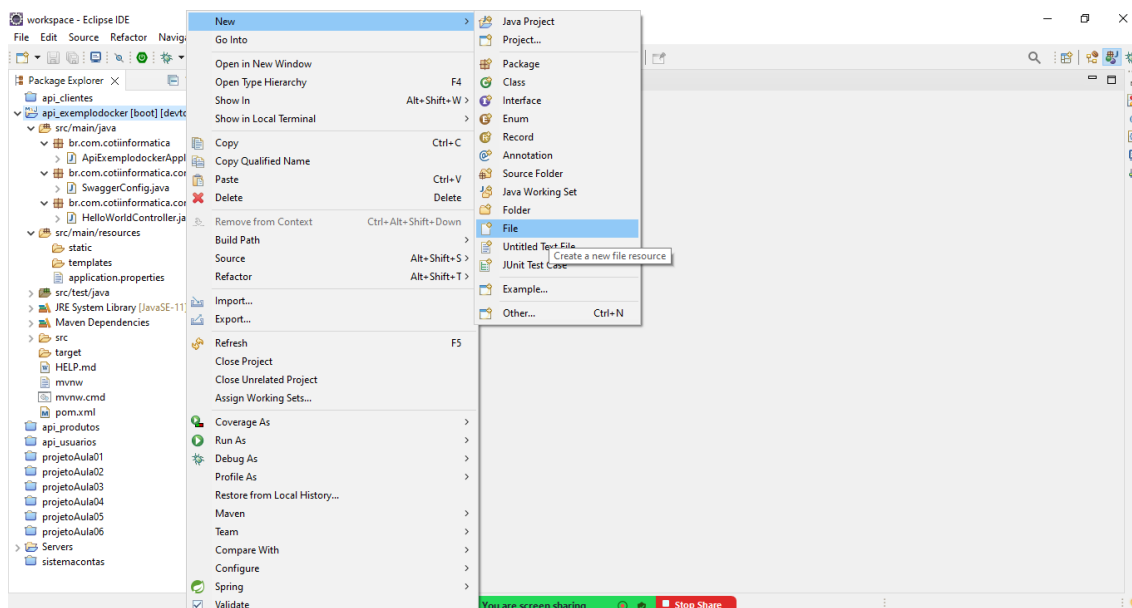 workspace - Eclipse IDE
File Edit Source Refactor Naviga
Package Explorer
api_clientes
api_exemplodocker [boot] [devto
src/main/java
br.com.cotiinformatica
ApiExemplodockerAppl
br.com.cotiinformatica.cor
SwaggerConfig.java
br.com.cotiinformatica.cor
HelloWorldController.ja
src/main/resources
static
templates
application.properties
src/test/java
JRE System Library [JavaSE-11]
Maven Dependencies
src
target
HELP.md
mvnw
mvnw.cmd
pom.xml
api_produtos
api_usuarios
projetoAula01
projetoAula02
projetoAula03
projetoAula04
projetoAula05
projetoAula06
Servers
sistemacontas
New
Go Into
Open in New Window
Open Type Hierarchy F4
Show In Alt+Shift+W
Show in Local Terminal
Copy Ctrl+C
Copy Qualified Name
Paste Ctrl+V
Delete Delete
Remove from Context Ctrl+Alt+Shift+Down
Build Path
Source Alt+Shift+S
Refactor Alt+Shift+T
Import...
Export...
Refresh F5
Close Project
Close Unrelated Project
Assign Working Sets...
Coverage As
Run As
Debug As
Profile As
Restore from Local History...
Maven
Team
Compare With
Configure
Spring
Validate
Java Project
Project...
Package
Class
Interface
Enum
Record
Annotation
Source Folder
Java Working Set
Folder
File
Untitled Text File
Create a new file resource
JUnit Test Case
Example...
Other... Ctrl+N
You are screen sharing Stop Share